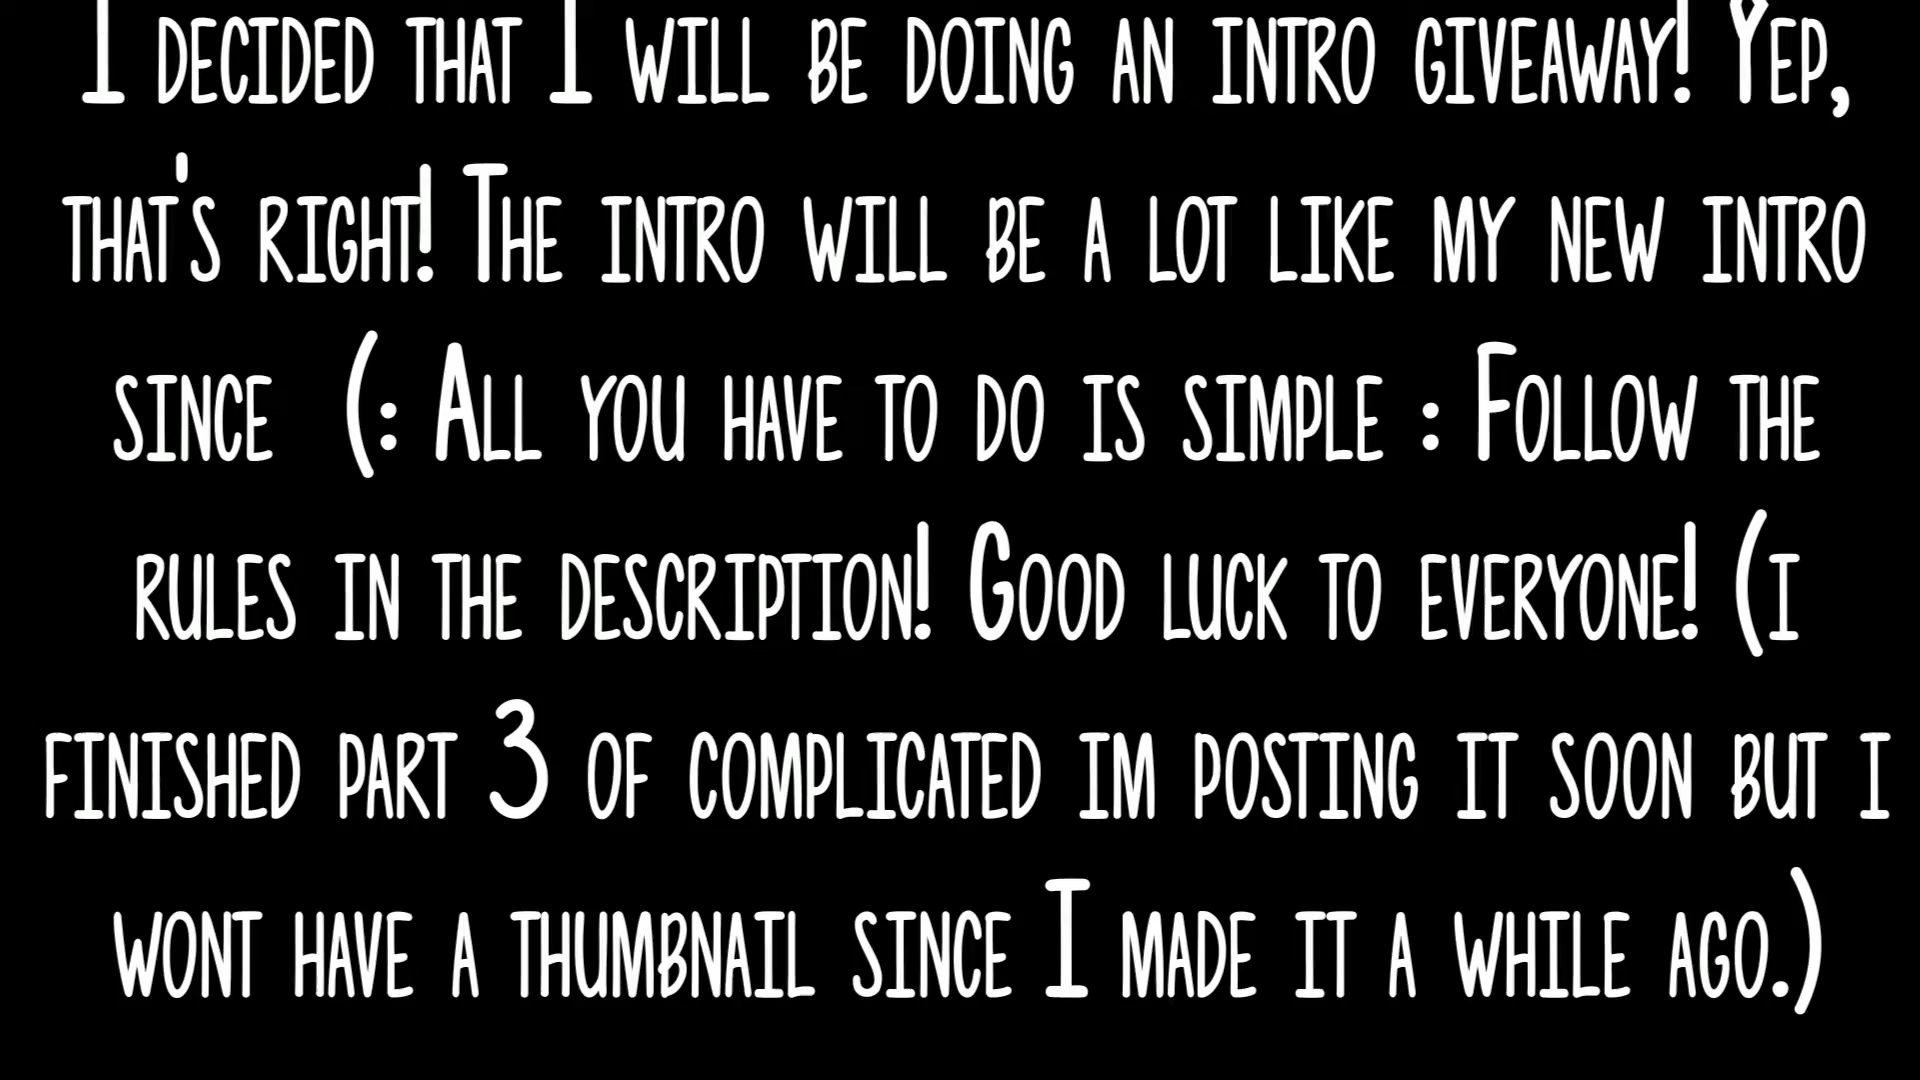 I decided that I will be doing an intro giveaway! Yep,
that's right! The intro will be a lot like my new intro
since (: All you have to do is simple : Follow the
rules in the description! Good luck to everyone! (i
finished part 3 of complicated im posting it soon but i
wont have a thumbnail since I made it a while ago.)